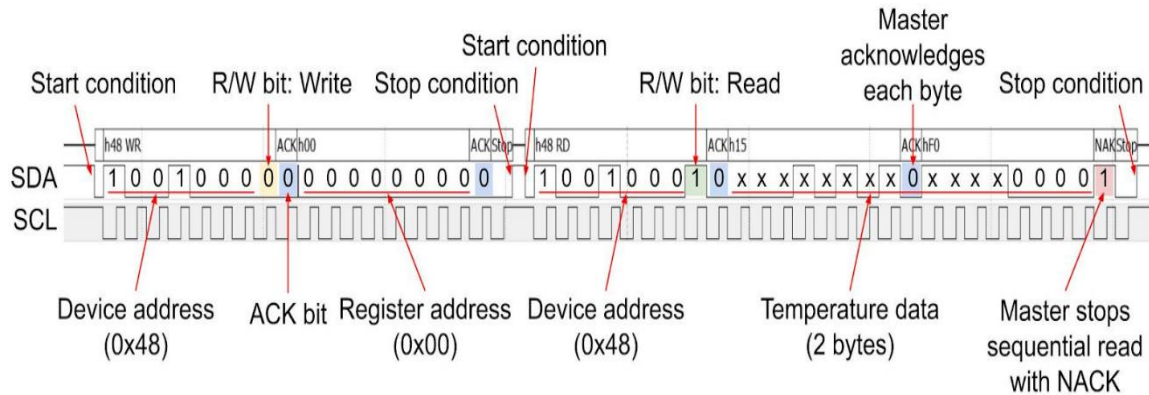 Start condition
R/W bit: Write
Stop condition
Start condition
R/W bit: Read
Master
acknowledges
each byte
Stop condition
h48 WR
ACK
h00
ACK
Stop
h48 RD
ACK
h15
ACK
hF0
NAK
Stop
SDA
1 0 0 1 0 0 0 0 0 0 0 0 0 0 0 0 0 0
1 0 0 1 0 0 0 1 0 x x x x x x x x 0 x x x x 0 0 0 0 1
SCL
Device address
(0x48)
ACK bit
Register address
(0x00)
Device address
(0x48)
Temperature data
(2 bytes)
Master stops
sequential read
with NACK